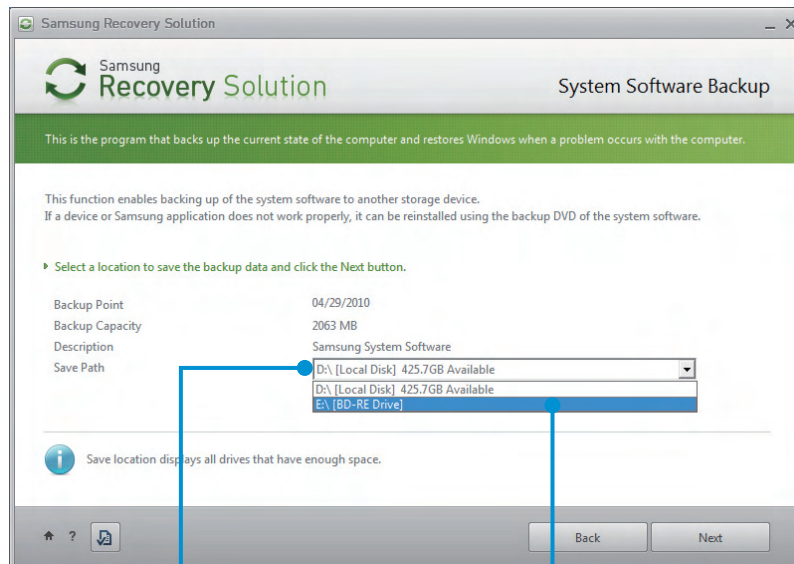 Samsung Recovery Solution
Samsung
Recovery Solution
System Software Backup
This is the program that backs up the current state of the computer and restores Windows when a problem occurs with the computer.
This function enables backing up of the system software to another storage device.
If a device or Samsung application does not work properly, it can be reinstalled using the backup DVD of the system software.
Select a location to save the backup data and click the Next button.
Backup Point 04/29/2010
Backup Capacity 2063 MB
Description Samsung System Software
Save Path D:\ [Local Disk] 425.7GB Available
D:\ [Local Disk] 425.7GB Available
E:\ [BD-RE Drive]
Save location displays all drives that have enough space.
? Back Next